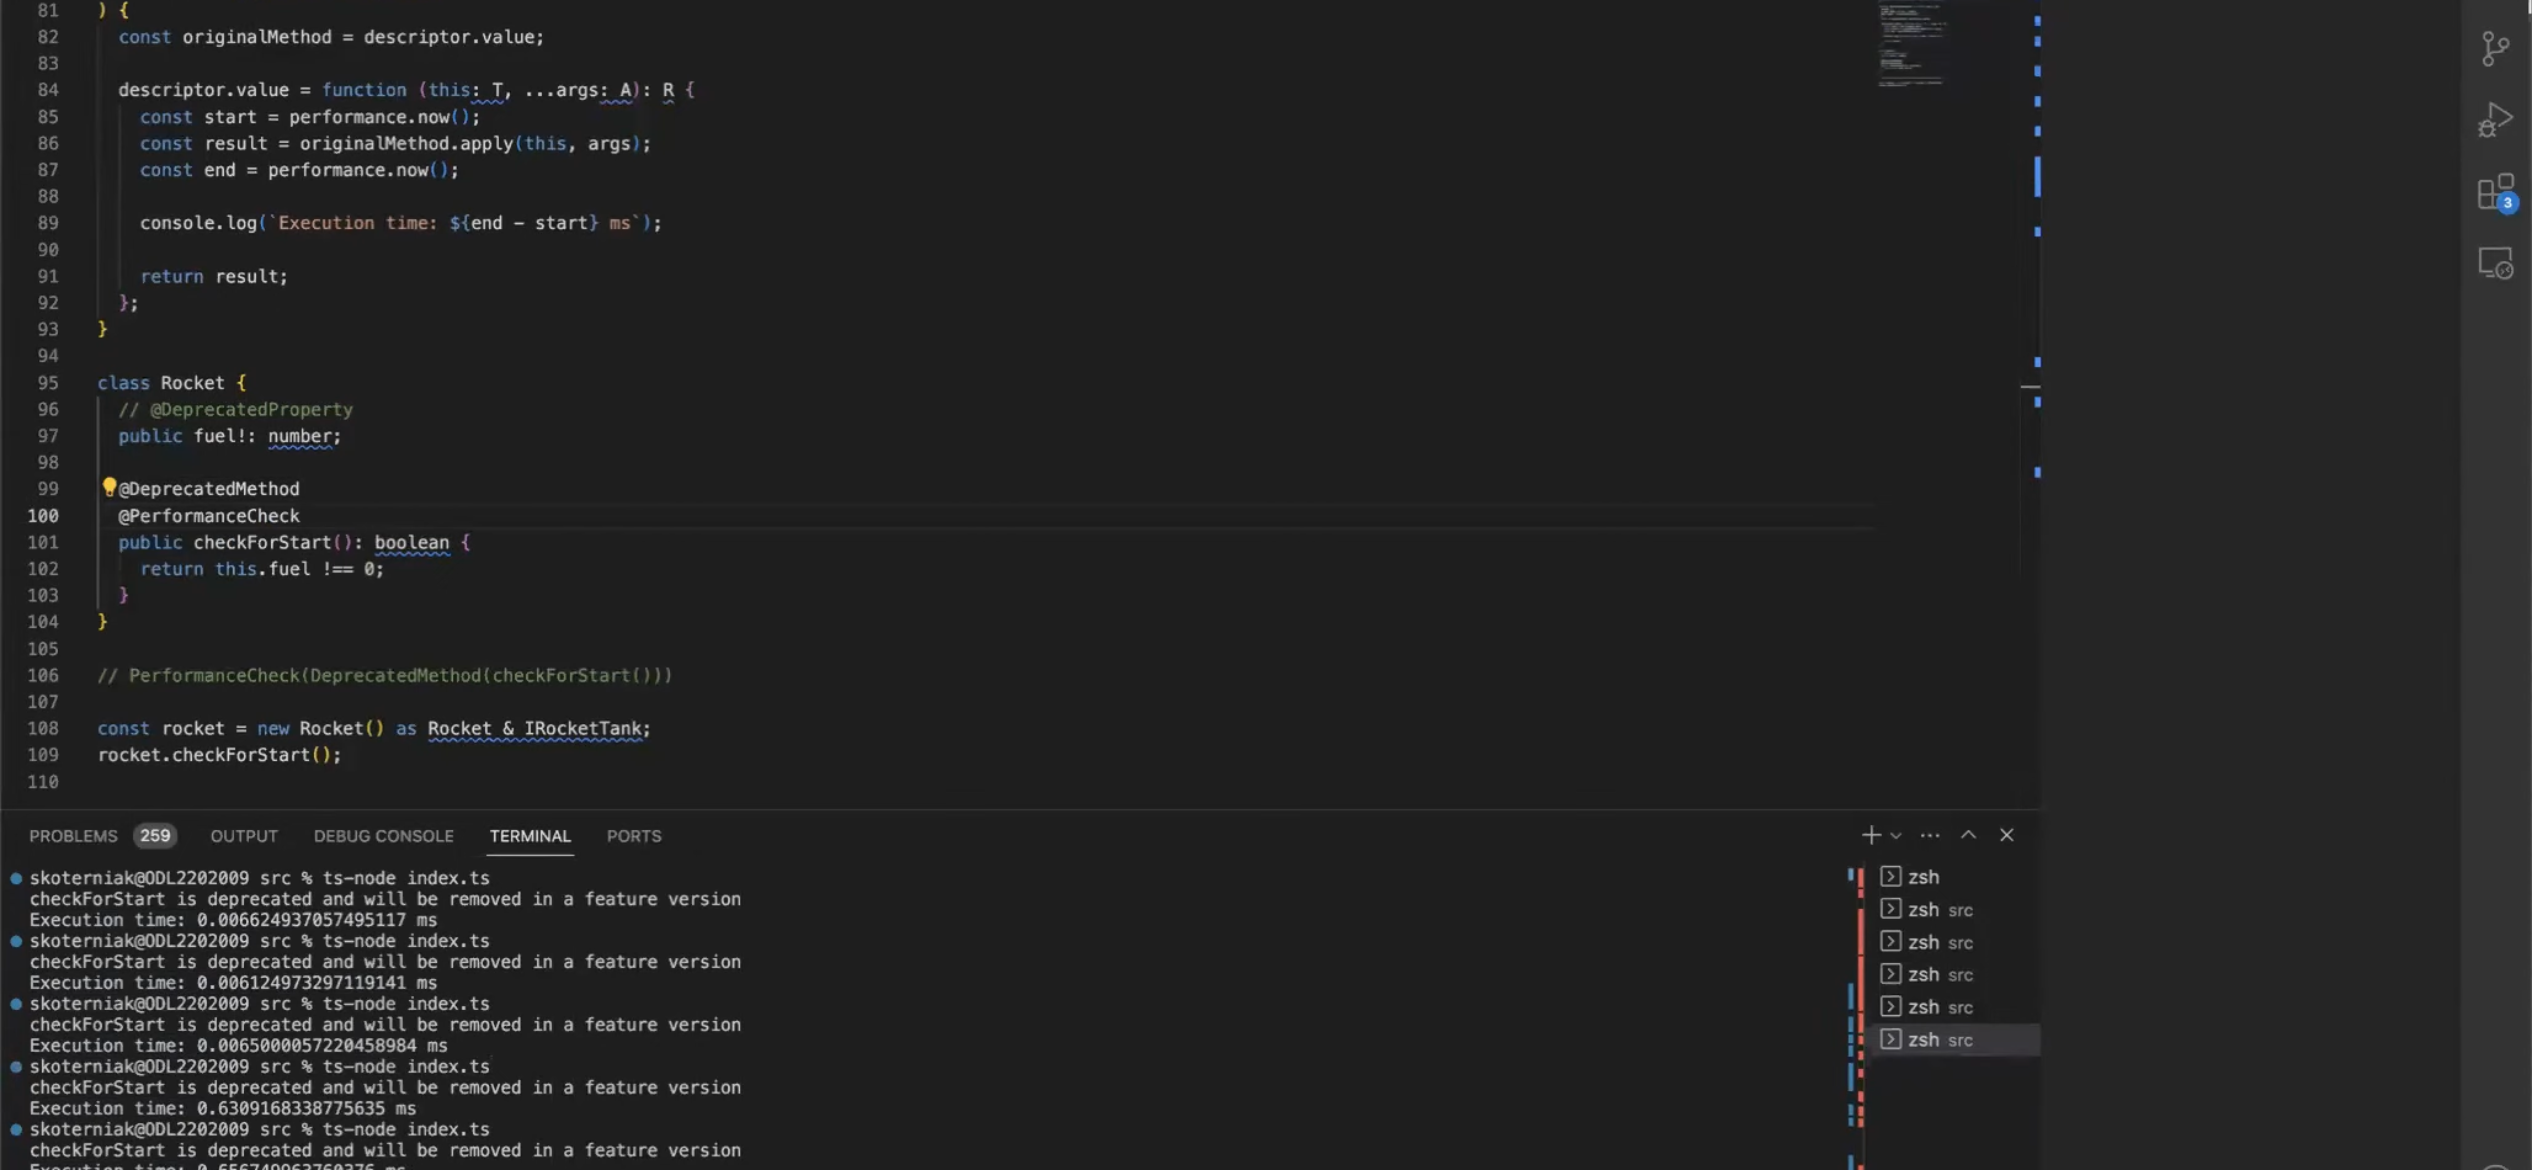 81 ) {
82 const originalMethod = descriptor.value;
83
84 descriptor.value = function (this: T, ...args: A): R {
85 const start = performance.now();
86 const result = originalMethod.apply(this, args);
87 const end = performance.now();
88
89 console.log(`Execution time: ${end - start} ms`);
90
91 return result;
92 };
93 }
94
95 class Rocket {
96 // @DeprecatedProperty
97 public fuel!: number;
98
99 @DeprecatedMethod
100 @PerformanceCheck
101 public checkForStart(): boolean {
102 return this.fuel !== 0;
103 }
104 }
105
106 // PerformanceCheck(DeprecatedMethod(checkForStart()))
107
108 const rocket = new Rocket() as Rocket & IRocketTank;
109 rocket.checkForStart();
110
3
PROBLEMS 259 OUTPUT DEBUG CONSOLE TERMINAL PORTS
skoterniak@ODL2202009 src % ts-node index.ts
checkForStart is deprecated and will be removed in a feature version
Execution time: 0.006624937057495117 ms
skoterniak@ODL2202009 src % ts-node index.ts
checkForStart is deprecated and will be removed in a feature version
Execution time: 0.006124973297119141 ms
skoterniak@ODL2202009 src % ts-node index.ts
checkForStart is deprecated and will be removed in a feature version
Execution time: 0.0065000057220458984 ms
skoterniak@ODL2202009 src % ts-node index.ts
checkForStart is deprecated and will be removed in a feature version
Execution time: 0.6309168338775635 ms
skoterniak@ODL2202009 src % ts-node index.ts
checkForStart is deprecated and will be removed in a feature version
Execution time: 0.656749963760376 ms
zsh
zsh src
zsh src
zsh src
zsh src
zsh src